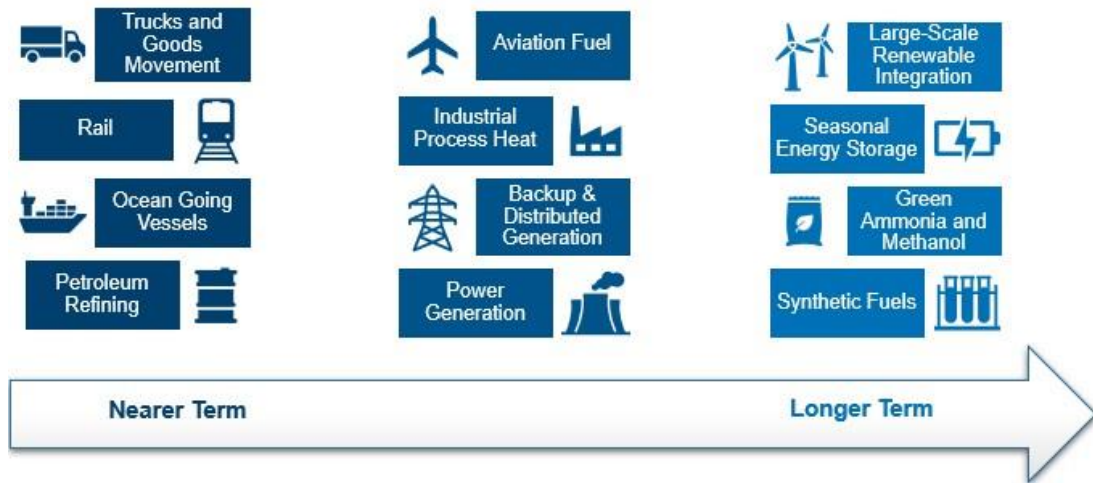 Trucks and
Goods
Movement
Rail
Ocean Going
Vessels
Petroleum
Refining
Aviation Fuel
Industrial
Process Heat
Backup &
Distributed
Generation
Power
Generation
Large-Scale
Renewable
Integration
Seasonal
Energy Storage
Green
Ammonia and
Methanol
Synthetic Fuels
Nearer Term
Longer Term